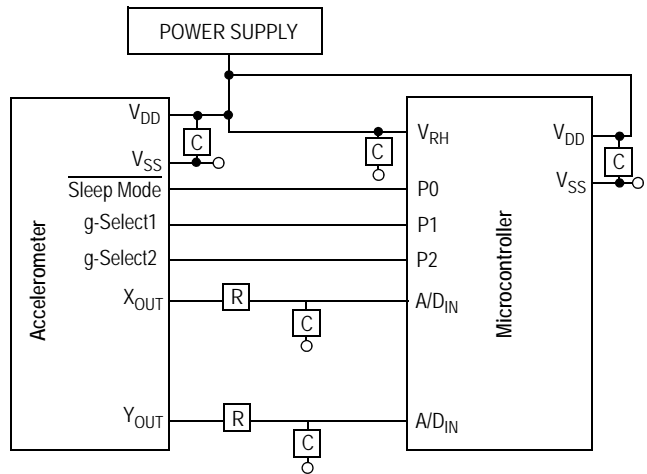 POWER SUPPLY
Accelerometer
V_DD
C
V_SS
Sleep Mode
g-Select1
g-Select2
X_OUT
R
C
Y_OUT
R
C
C
V_RH
P0
P1
P2
A/D_IN
A/D_IN
Microcontroller
V_DD
C
V_SS